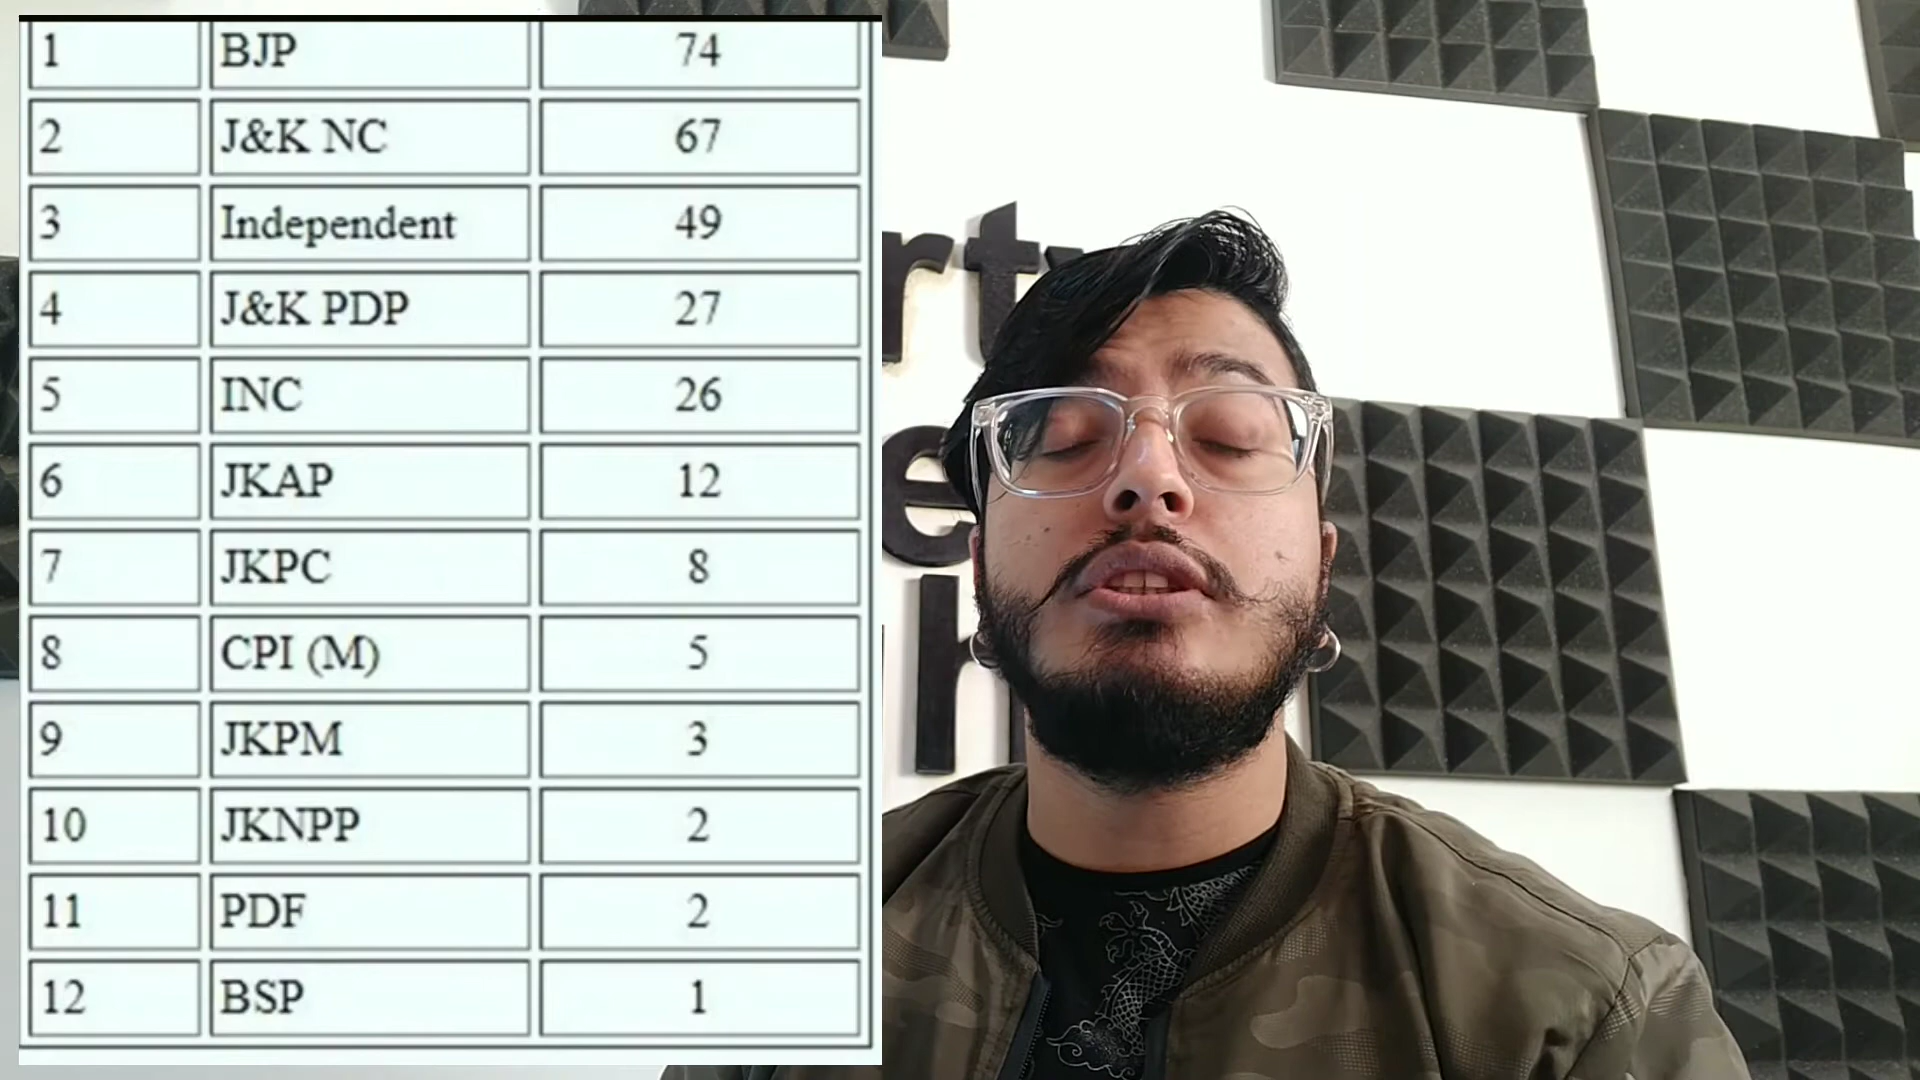 1 BJP 74
2 J&K NC 67
3 Independent 49
4 J&K PDP 27
5 INC 26
6 JKAP 12
7 JKPC 8
8 CPI (M) 5
9 JKPM 3
10 JKNPP 2
11 PDF 2
12 BSP 1